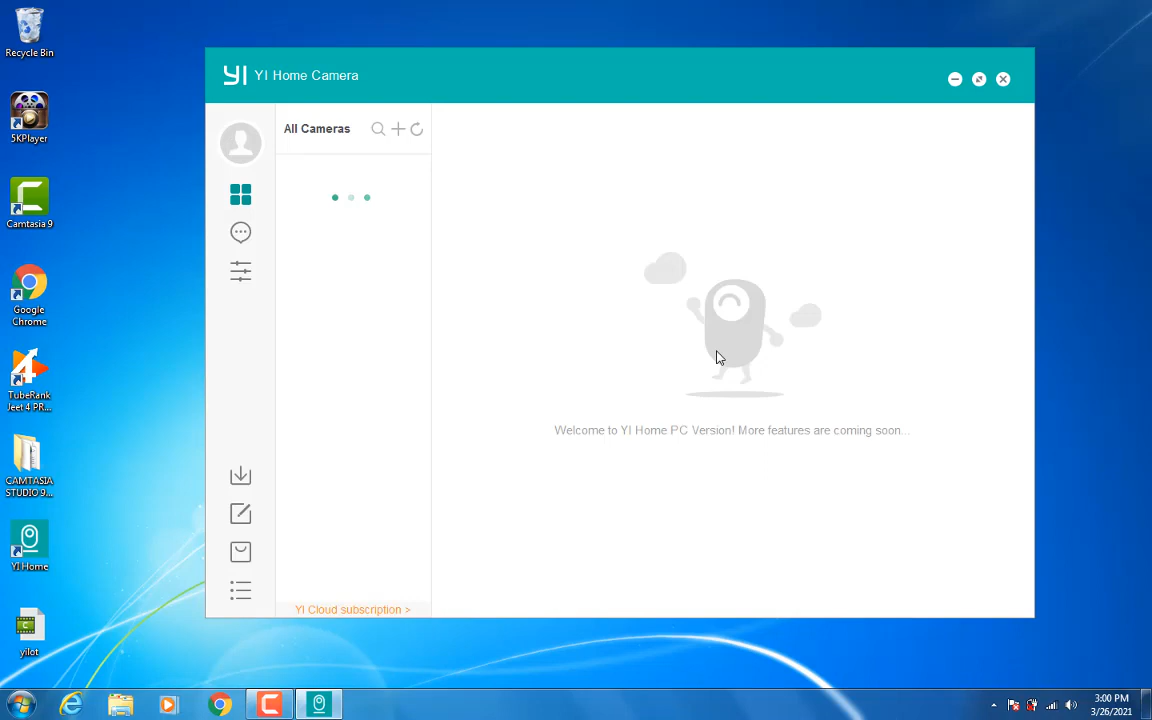 Recycle Bin
5KPlayer
Camtasia 9
Google
Chrome
TubeRank
Jeet 4 PR...
CAMTASIA
STUDIO 9...
YI Home
yilot
YI YI Home Camera
All Cameras
Welcome to YI Home PC Version! More features are coming soon...
YI Cloud subscription >
3:00 PM
3/26/2021